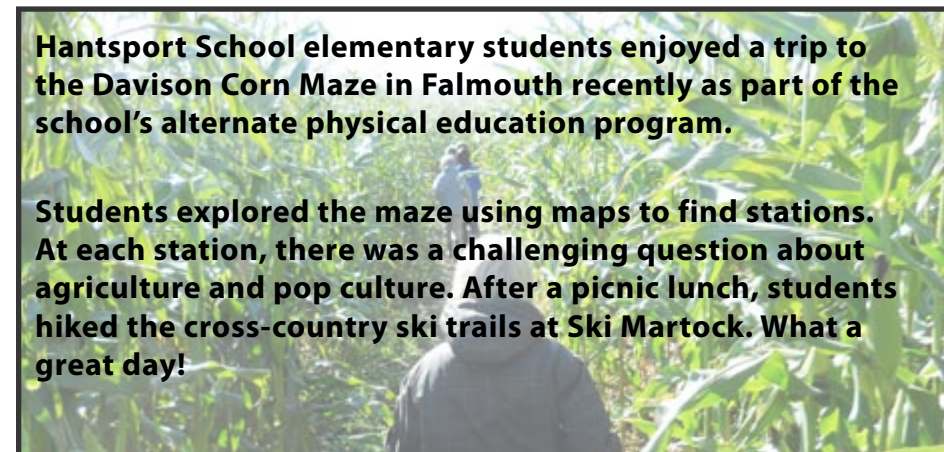 Hantsport School elementary students enjoyed a trip to
the Davison Corn Maze in Falmouth recently as part of the
school's alternate physical education program.
Students explored the maze using maps to find stations.
At each station, there was a challenging question about
agriculture and pop culture. After a picnic lunch, students
hiked the cross-country ski trails at Ski Martock. What a
great day!